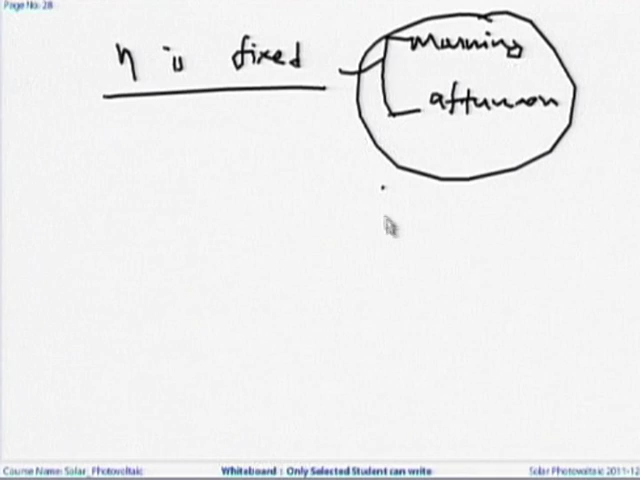 Page No: 28
η is fixed
Morning
afternoon
Course Name: Solar_Photovoltaic
Whiteboard : Only Selected Student can write
Solar Photovoltaic 2011-12